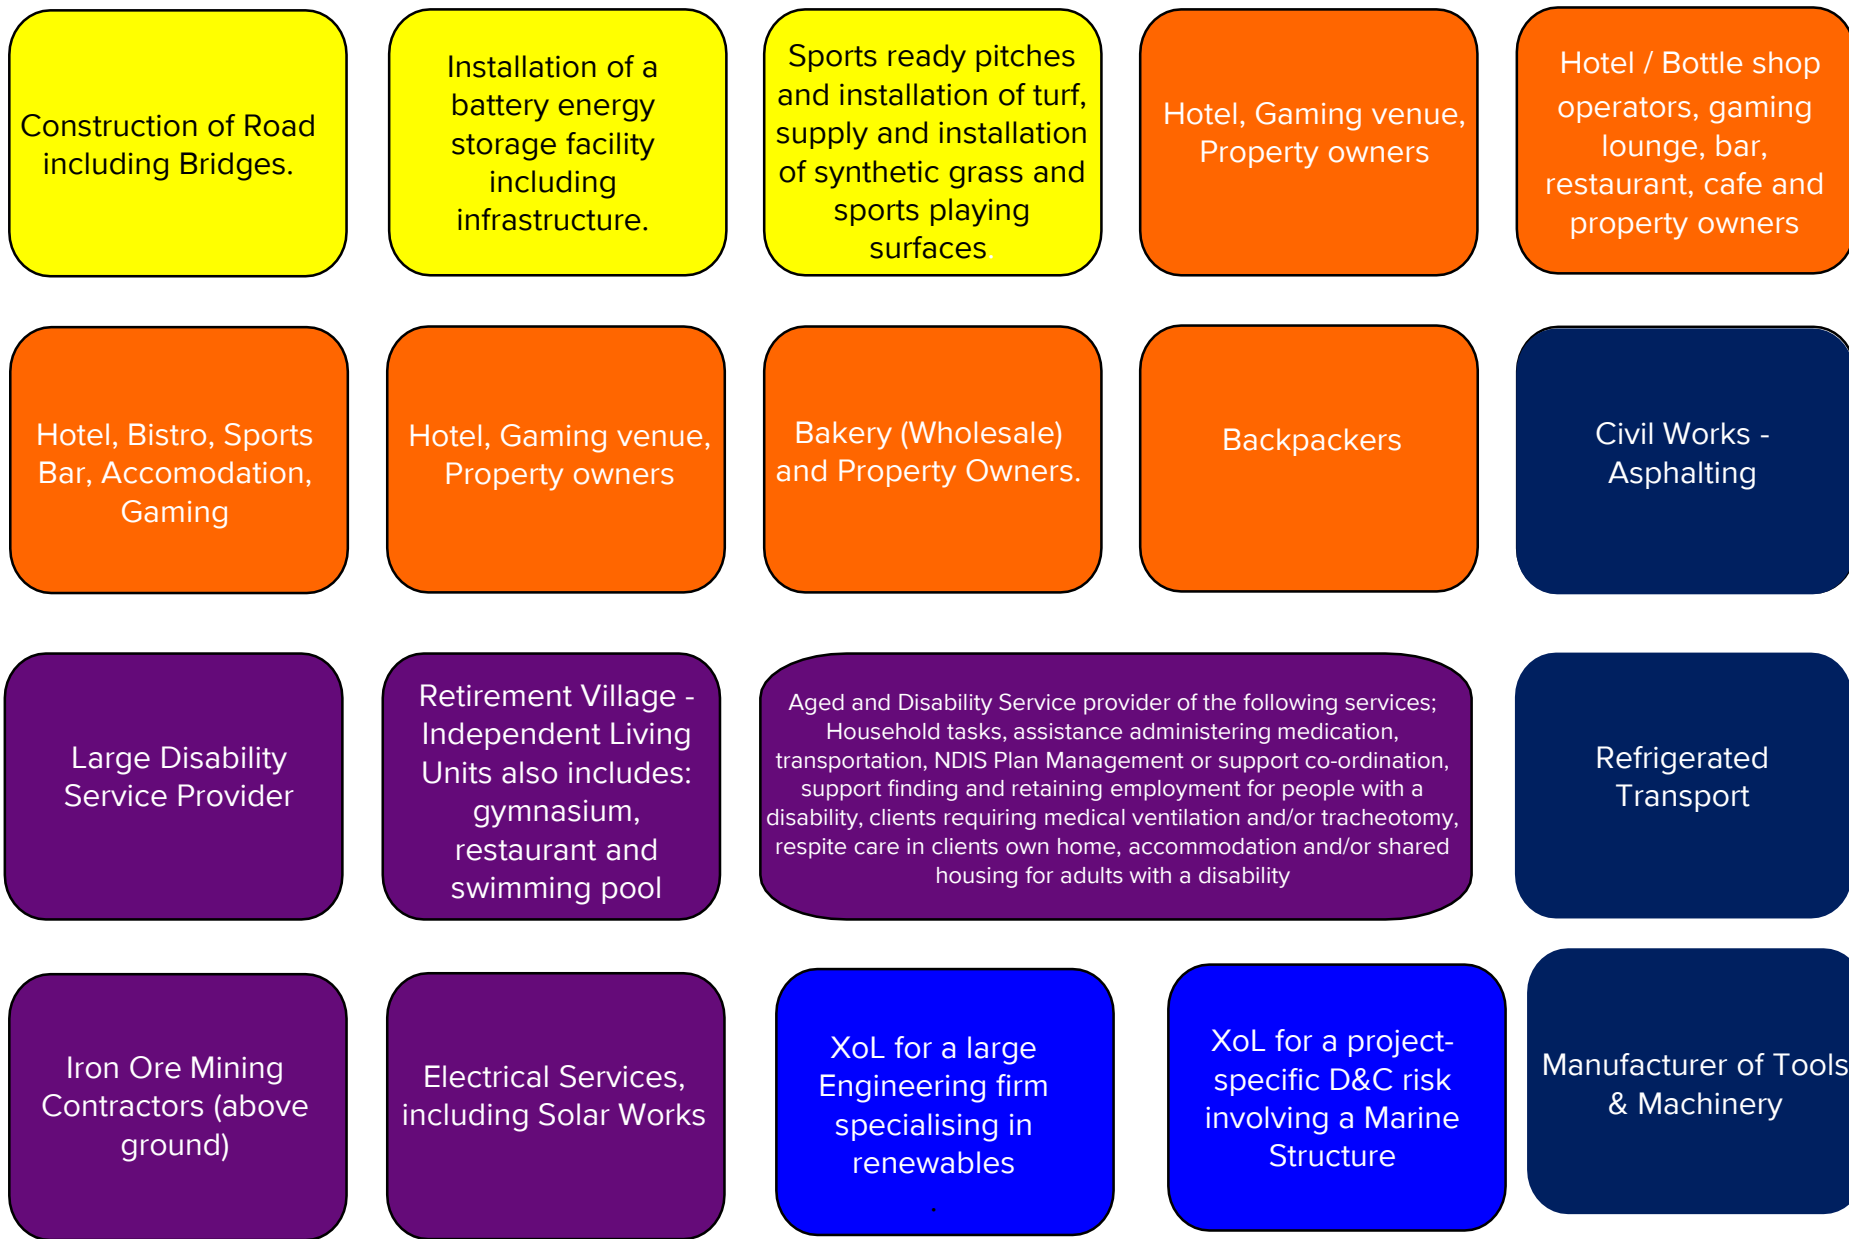 Construction of Road
including Bridges.
Installation of a
battery energy
storage facility
including
infrastructure.
Sports ready pitches
and installation of turf,
supply and installation
of synthetic grass and
sports playing
surfaces.
Hotel, Gaming venue,
Property owners
Hotel / Bottle shop
operators, gaming
lounge, bar,
restaurant, cafe and
property owners
Hotel, Bistro, Sports
Bar, Accomodation,
Gaming
Hotel, Gaming venue,
Property owners
Bakery (Wholesale)
and Property Owners.
Backpackers
Civil Works -
Asphalting
Large Disability
Service Provider
Retirement Village -
Independent Living
Units also includes:
gymnasium,
restaurant and
swimming pool
Aged and Disability Service provider of the following services;
Household tasks, assistance administering medication,
transportation, NDIS Plan Management or support co-ordination,
support finding and retaining employment for people with a
disability, clients requiring medical ventilation and/or tracheotomy,
respite care in clients own home, accommodation and/or shared
housing for adults with a disability
Refrigerated
Transport
Iron Ore Mining
Contractors (above
ground)
Electrical Services,
including Solar Works
XoL for a large
Engineering firm
specialising in
renewables
.
XoL for a project-
specific D&C risk
involving a Marine
Structure
Manufacturer of Tools
& Machinery